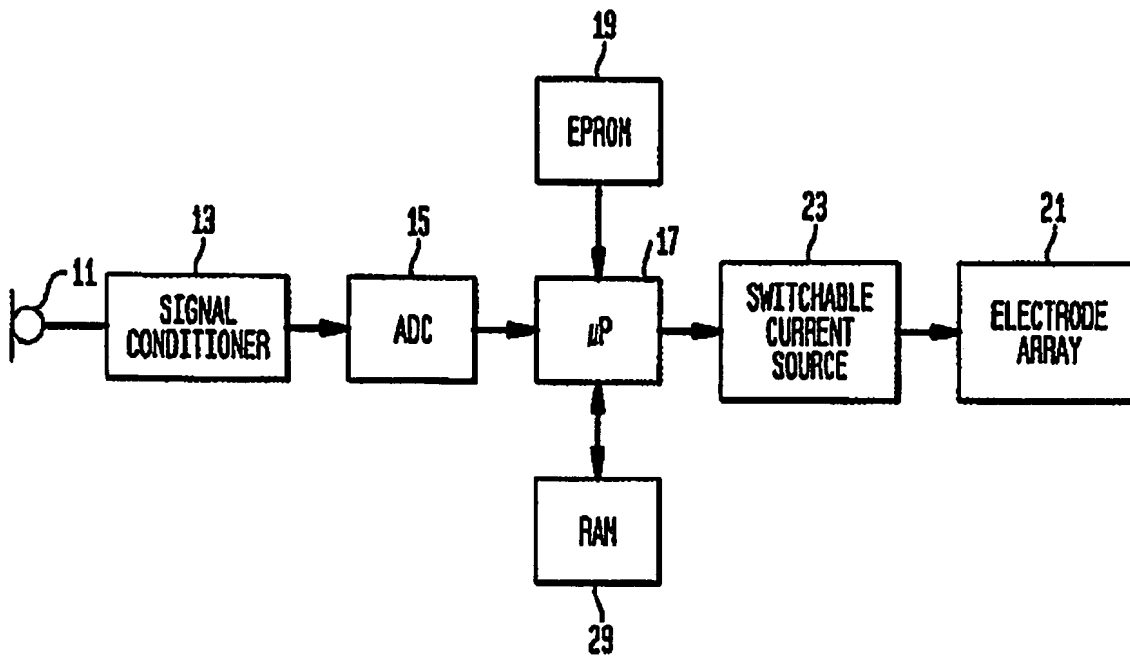 19
EPROM
13
15
17
23
21
11
SIGNAL
CONDITIONER
ADC
μP
SWITCHABLE
CURRENT
SOURCE
ELECTRODE
ARRAY
RAM
29